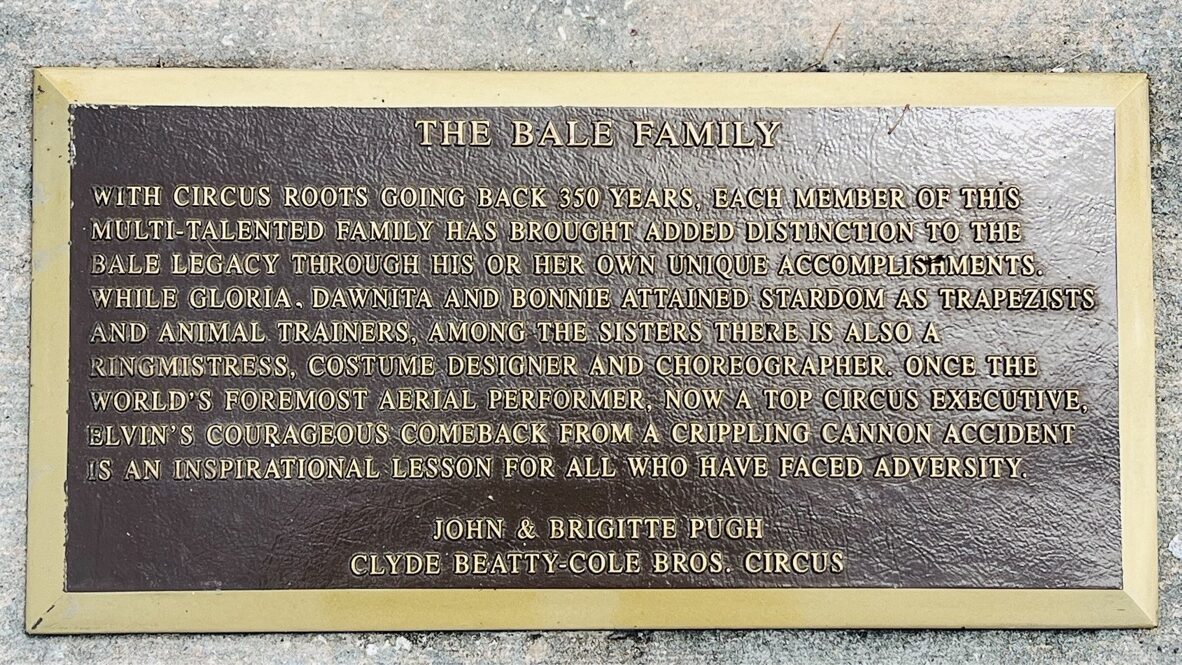 THE BALE FAMILY
WITH CIRCUS ROOTS GOING BACK 350 YEARS, EACH MEMBER OF THIS
MULTI-TALENTED FAMILY HAS BROUGHT ADDED DISTINCTION TO THE
BALE LEGACY THROUGH HIS OR HER OWN UNIQUE ACCOMPLISHMENTS.
WHILE GLORIA, DAWNITA AND BONNIE ATTAINED STARDOM AS TRAPEZISTS
AND ANIMAL TRAINERS, AMONG THE SISTERS THERE IS ALSO A
RINGMISTRESS, COSTUME DESIGNER AND CHOREOGRAPHER. ONCE THE
WORLD'S FOREMOST AERIAL PERFORMER, NOW A TOP CIRCUS EXECUTIVE,
ELVIN'S COURAGEOUS COMEBACK FROM A CRIPPLING CANNON ACCIDENT
IS AN INSPIRATIONAL LESSON FOR ALL WHO HAVE FACED ADVERSITY.
JOHN & BRIGITTE PUGH
CLYDE BEATTY-COLE BROS. CIRCUS